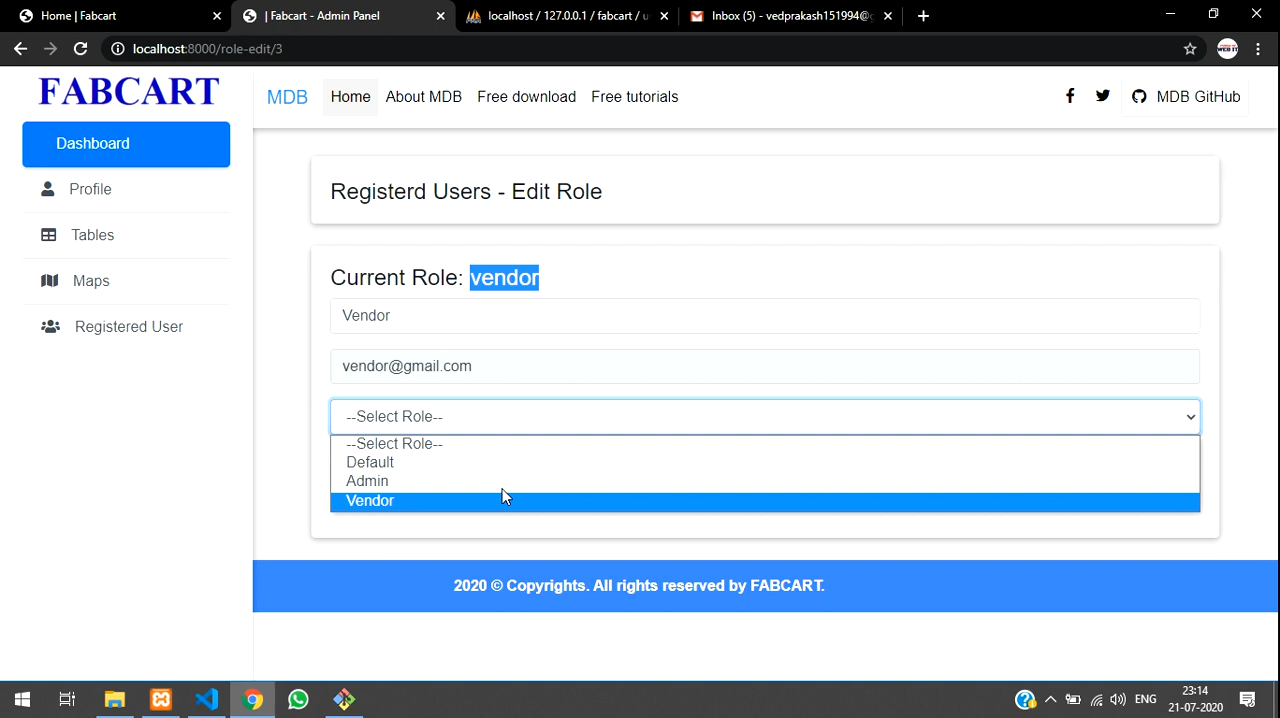 Home | Fabcart
| Fabcart - Admin Panel
localhost / 127.0.0.1 / fabcart / u
Inbox (5) - vedprakash151994@g
localhost:8000/role-edit/3
FABCART
MDB
Home
About MDB
Free download
Free tutorials
MDB GitHub
Dashboard
Profile
Tables
Maps
Registered User
Registerd Users - Edit Role
Current Role: vendor
Vendor
vendor@gmail.com
--Select Role--
--Select Role--
Default
Admin
Vendor
2020 © Copyrights. All rights reserved by FABCART.
ENG
23:14
21-07-2020